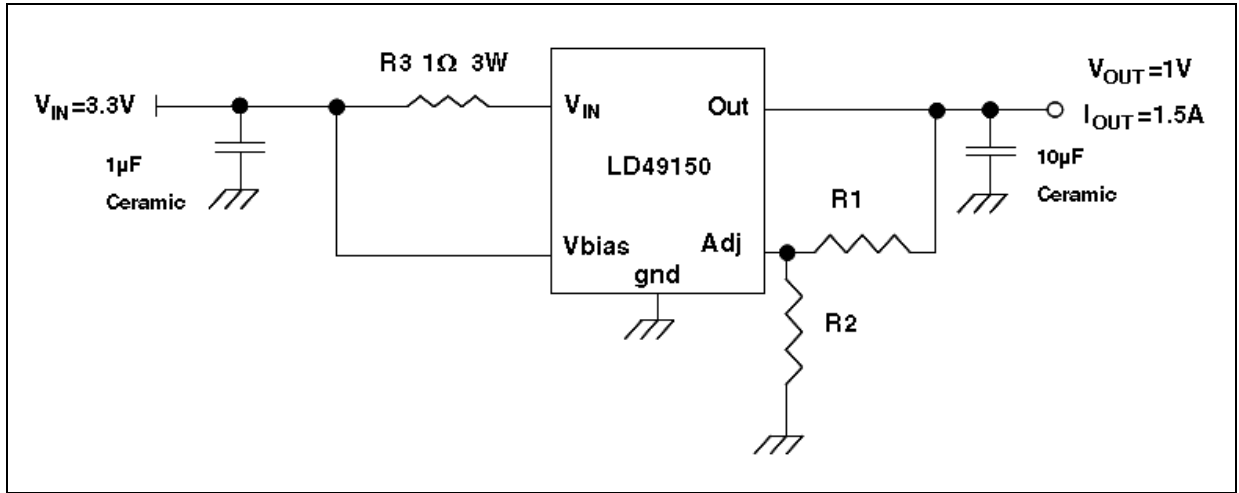 R3 1Ω 3W
V_IN=3.3V
V_IN
Out
V_OUT=1V
I_OUT=1.5A
1µF
Ceramic
LD49150
10µF
Ceramic
R1
Vbias
Adj
gnd
R2